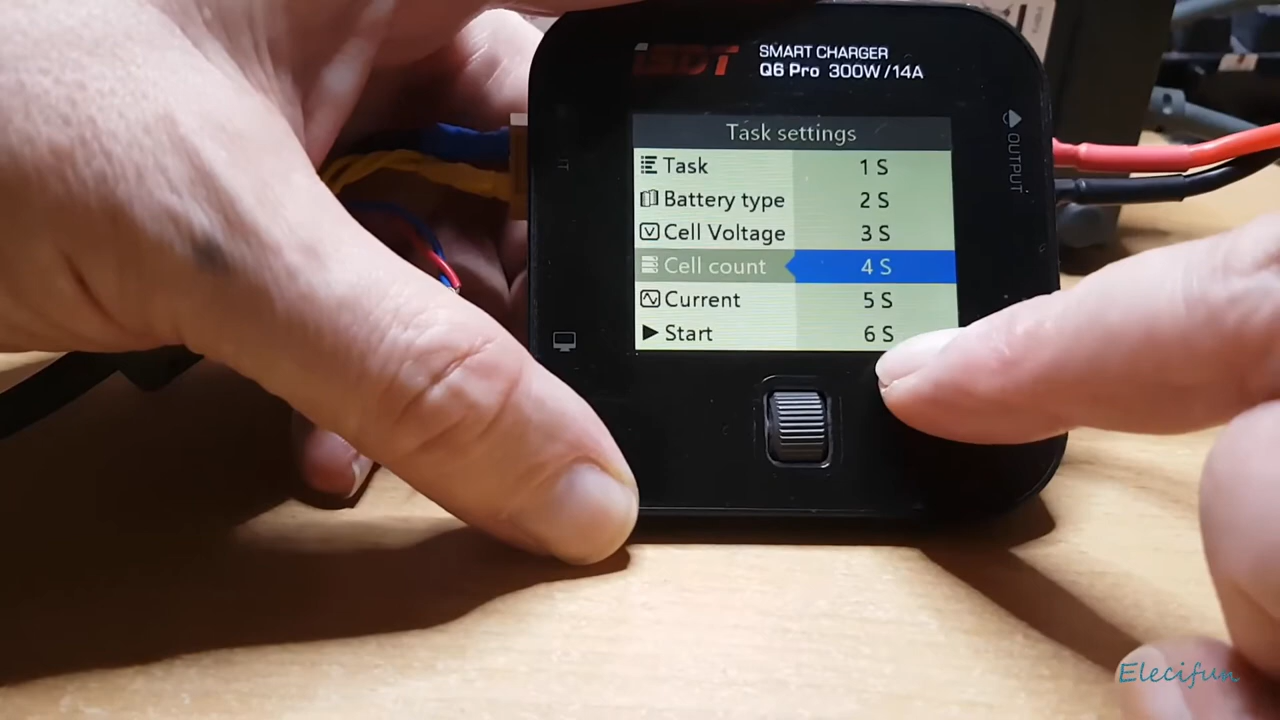 iSDT
SMART CHARGER
Q6 Pro 300W/14A
Task settings
Task 1 S
Battery type 2 S
Cell Voltage 3 S
Cell count 4 S
Current 5 S
Start 6 S
OUTPUT
Elecifun